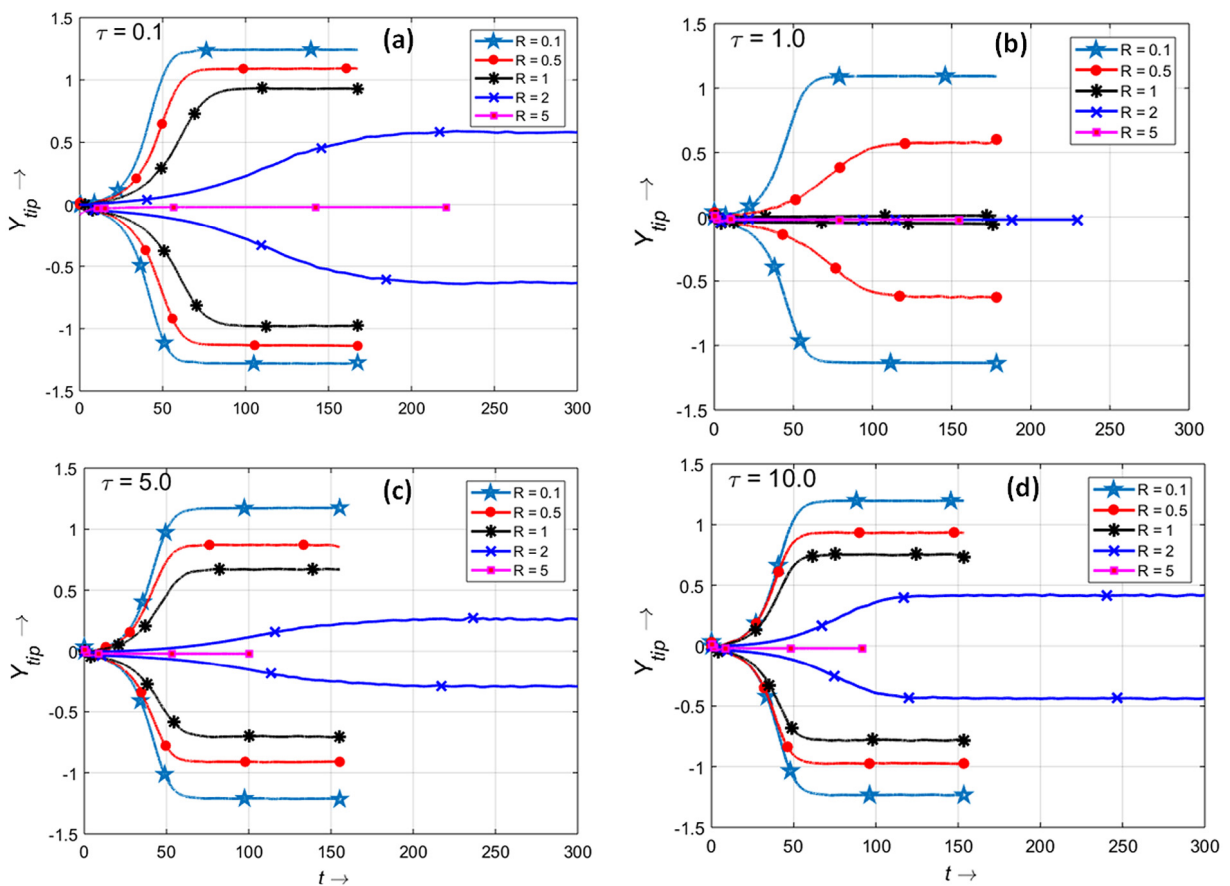 τ = 0.1
(a)
R = 0.1
R = 0.5
R = 1
R = 2
R = 5
Y_tip →
1.5
1
0.5
0
-0.5
-1
-1.5
0 50 100 150 200 250 300
τ = 1.0
(b)
R = 0.1
R = 0.5
R = 1
R = 2
R = 5
Y_tip →
1.5
1
0.5
0
-0.5
-1
-1.5
0 50 100 150 200 250 300
τ = 5.0
(c)
R = 0.1
R = 0.5
R = 1
R = 2
R = 5
Y_tip →
1.5
1
0.5
0
-0.5
-1
-1.5
0 50 100 150 200 250 300
t →
τ = 10.0
(d)
R = 0.1
R = 0.5
R = 1
R = 2
R = 5
Y_tip →
1.5
1
0.5
0
-0.5
-1
-1.5
0 50 100 150 200 250 300
t →